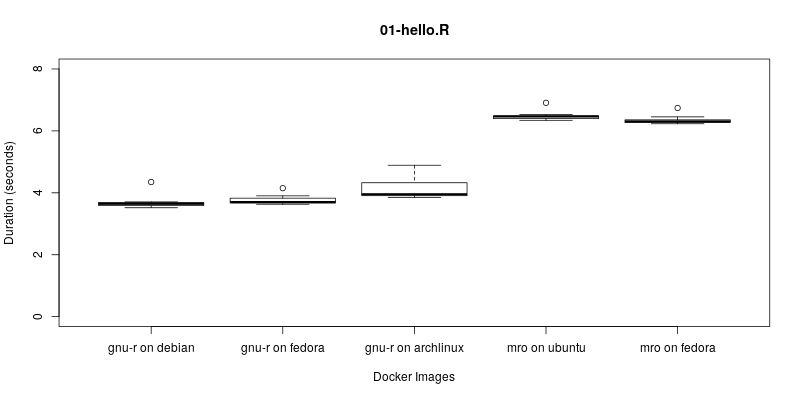 01-hello.R
8
6
4
2
0
Duration (seconds)
gnu-r on debian
gnu-r on fedora
gnu-r on archlinux
mro on ubuntu
mro on fedora
Docker Images